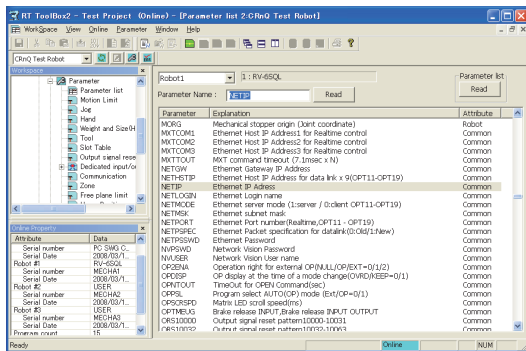 RT ToolBox2 - Test Project (Online) - [Parameter list 2:CRnQ Test Robot]
WorkSpace View Online Parameter Window Help
CRnQ Test Robot
Workspace
Parameter
Parameter list
Motion Limit
Jog
Hand
Weight and Size(H
Tool
Slot Table
Output signal rese
Dedicated input/o
Communication
Zone
Free plane limit
Online Property
Attribute Data
Serial number PC SWG C...
Serial Date 2008/03/1...
Robot #1 RV-6SQL
Serial number MECHA1
Serial Date 2008/03/1...
Robot #2 USER
Serial number MECHA2
Serial Date 2008/03/1...
Robot #3 USER
Serial number MECHA3
Serial Date 2008/03/1...
Program count 15
Robot1 1 : RV-6SQL
Parameter list
Read
Parameter Name : NETIP Read
Parameter Explanation Attribute
MORG Mechanical stopper origin (Joint coordinate) Robot
MXTCOM1 Ethernet Host IP Address1 for Realtime control Common
MXTCOM2 Ethernet Host IP Address2 for Realtime control Common
MXTCOM3 Ethernet Host IP Address3 for Realtime control Common
MXTTOUT MXT command timeout (7.1msec x N) Common
NETGW Ethernet Gateway IP Address Common
NETHSTIP Ethernet Host IP Address for data link x 9(OPT11-OPT19) Common
NETIP Ethernet IP Adress Common
NETLOGIN Ethernet Login name Common
NETMODE Ethernet server mode (1:server / 0:client OPT11-OPT19) Common
NETMSK Ethernet subnet mask Common
NETPORT Ethernet Port number(Realtime,OPT11 - OPT19) Common
NETPSPEC Ethernet Packet specification for datalink(0:Old/1:New) Common
NETPSSWD Ethernet Password Common
NVPSWD Network Vision Password Common
NVUSER Network Vision User name Common
OP2ENA Operation right for external OP(NULL/OP/EXT=0/1/2) Common
OPDISP OP display at the time of a mode change(OVRD/KEEP=0/1) Common
OPNTOUT TimeOut for OPEN Command(sec) Common
OPPSL Program select AUTO(OP) mode (Ext/OP=0/1) Common
OPSCRSPD Matrix LED scroll speed(ms) Common
OPTMEUG Brake release INPUT,Brake release INPUT OUTPUT Common
ORS10000 Output signal reset pattern10000-10031 Common
ORS10032 Output signal reset pattern10032-10063 Common
Ready Online NUM